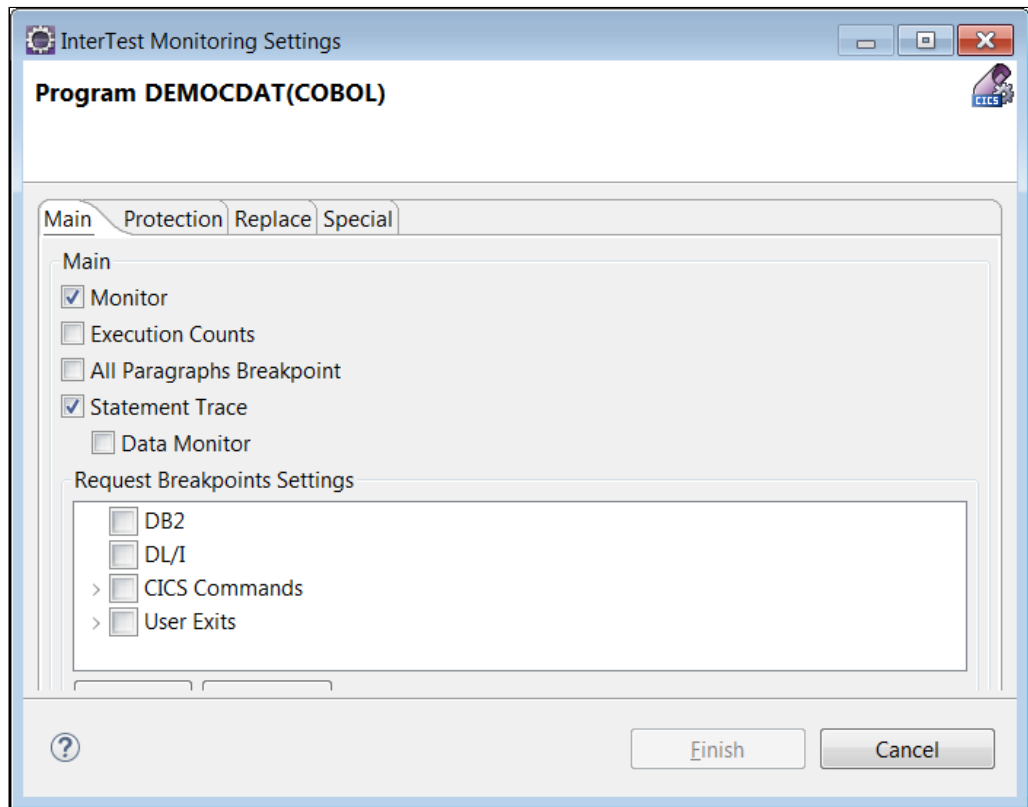 InterTest Monitoring Settings
Program DEMOCDAT(COBOL)
CICS
Main Protection Replace Special
Main
Monitor
Execution Counts
All Paragraphs Breakpoint
Statement Trace
Data Monitor
Request Breakpoints Settings
DB2
DL/I
CICS Commands
User Exits
?
Finish Cancel